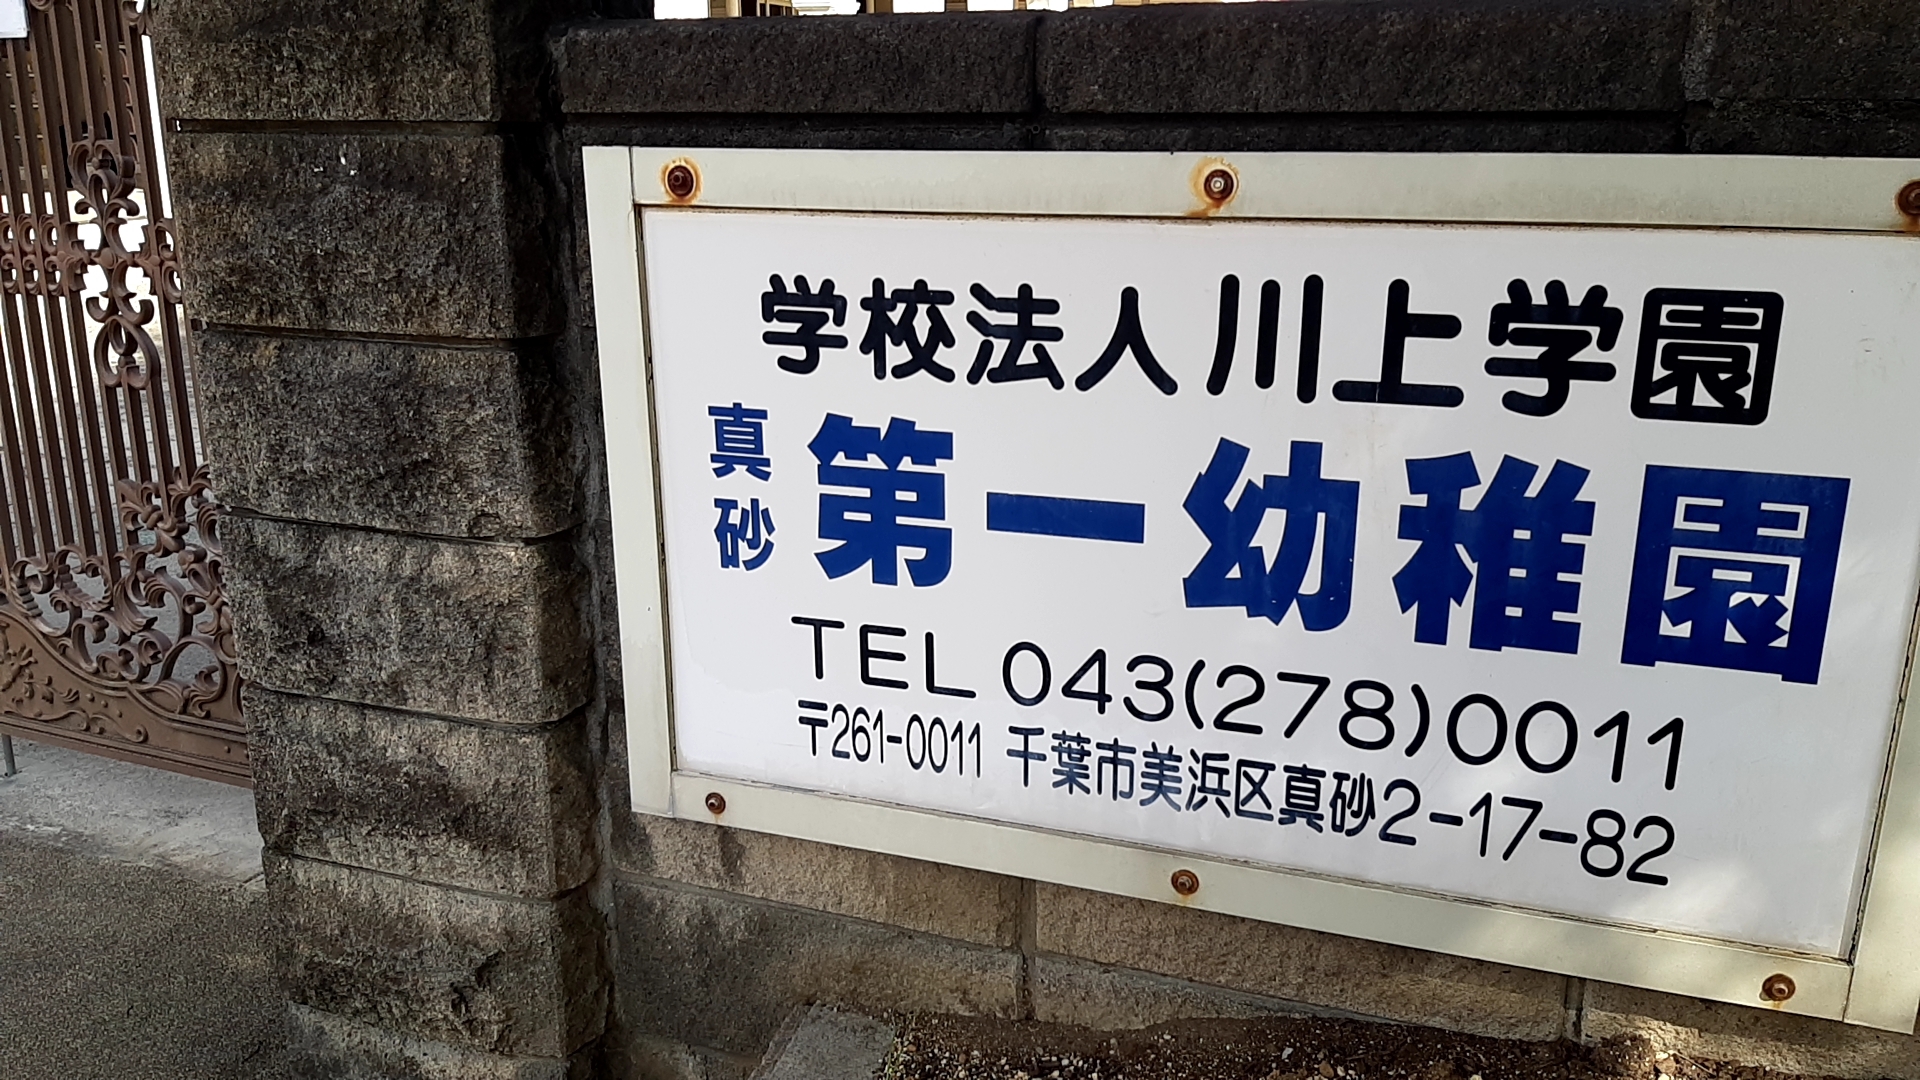 学校法人川上学園
真砂第一幼稚園
TEL 043(278)0011
〒261-0011 千葉市美浜区真砂2-17-82